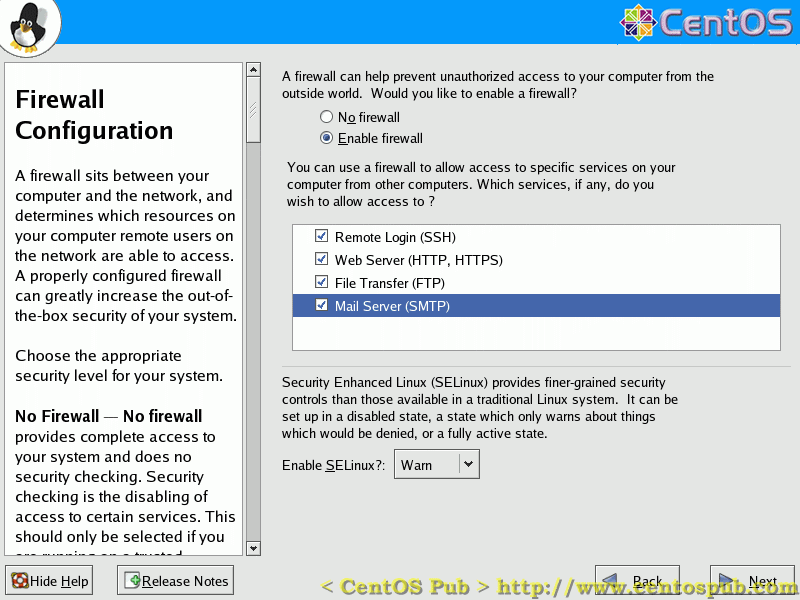 CentOS
Firewall
Configuration
A firewall sits between your
computer and the network, and
determines which resources on
your computer remote users on
the network are able to access.
A properly configured firewall
can greatly increase the out-of-
the-box security of your system.
Choose the appropriate
security level for your system.
No Firewall — No firewall
provides complete access to
your system and does no
security checking. Security
checking is the disabling of
access to certain services. This
should only be selected if you
are running on a trusted
A firewall can help prevent unauthorized access to your computer from the
outside world.  Would you like to enable a firewall?
No firewall
Enable firewall
You can use a firewall to allow access to specific services on your
computer from other computers. Which services, if any, do you
wish to allow access to ?
Remote Login (SSH)
Web Server (HTTP, HTTPS)
File Transfer (FTP)
Mail Server (SMTP)
Security Enhanced Linux (SELinux) provides finer-grained security
controls than those available in a traditional Linux system.  It can be
set up in a disabled state, a state which only warns about things
which would be denied, or a fully active state.
Enable SELinux?: Warn
Hide Help Release Notes Back Next
< CentOS Pub > http://www.centospub.com